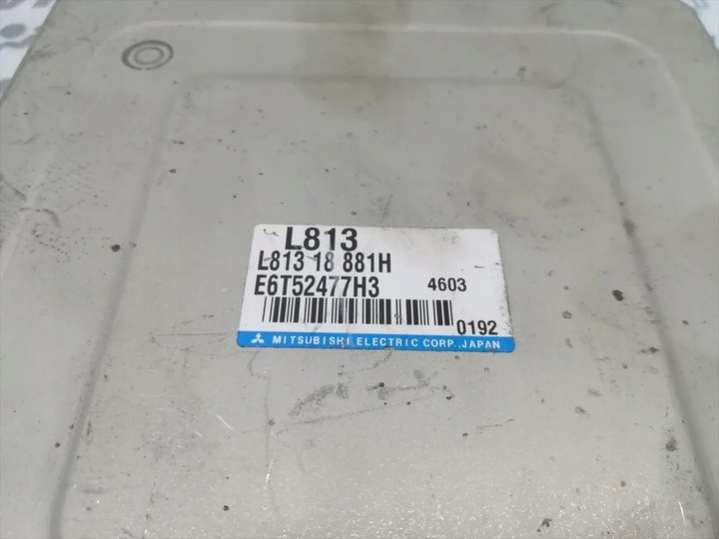 L813
L813 18 881H
E6T52477H3 4603
0192
MITSUBISHI ELECTRIC CORP., JAPAN